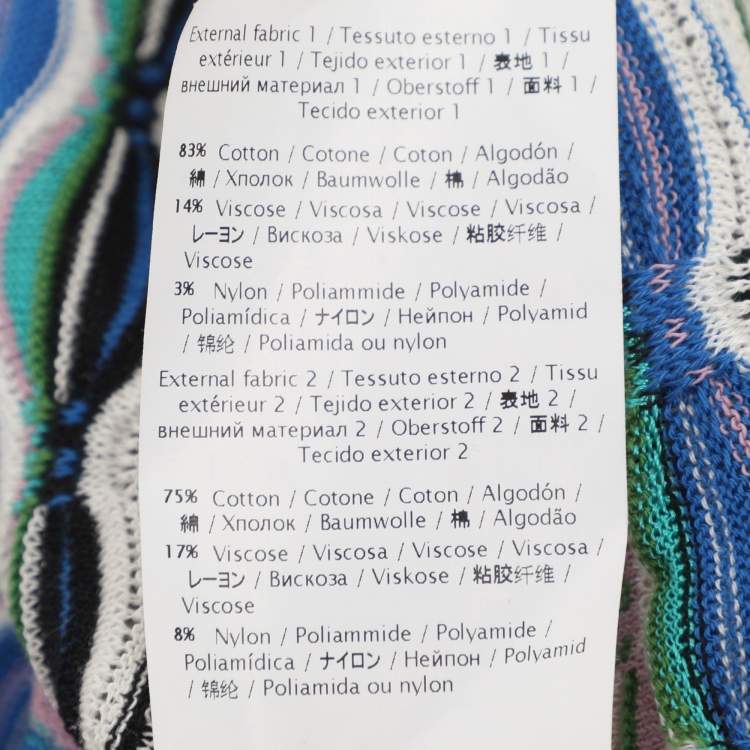 External fabric 1 / Tessuto esterno 1 / Tissu
extérieur 1 / Tejido exterior 1 / 表地 1 /
внешний материал 1 / Oberstoff 1 / 面料 1 /
Tecido exterior 1
83% Cotton / Cotone / Coton / Algodón /
綿 / Хполок / Baumwolle / 棉 / Algodão
14% Viscose / Viscosa / Viscose / Viscosa /
レーヨン / Вискоза / Viskose / 粘胶纤维 /
Viscose
3% Nylon / Poliammide / Polyamide /
Poliamídica / ナイロン / Нейпон / Polyamid
/ 锦纶 / Poliamida ou nylon
External fabric 2 / Tessuto esterno 2 / Tissu
extérieur 2 / Tejido exterior 2 / 表地 2 /
внешний материал 2 / Oberstoff 2 / 面料 2 /
Tecido exterior 2
75% Cotton / Cotone / Coton / Algodón /
綿 / Хполок / Baumwolle / 棉 / Algodão
17% Viscose / Viscosa / Viscose / Viscosa /
レーヨン / Вискоза / Viskose / 粘胶纤维 /
Viscose
8% Nylon / Poliammide / Polyamide /
Poliamídica / ナイロン / Нейпон / Polyamid
/ 锦纶 / Poliamida ou nylon